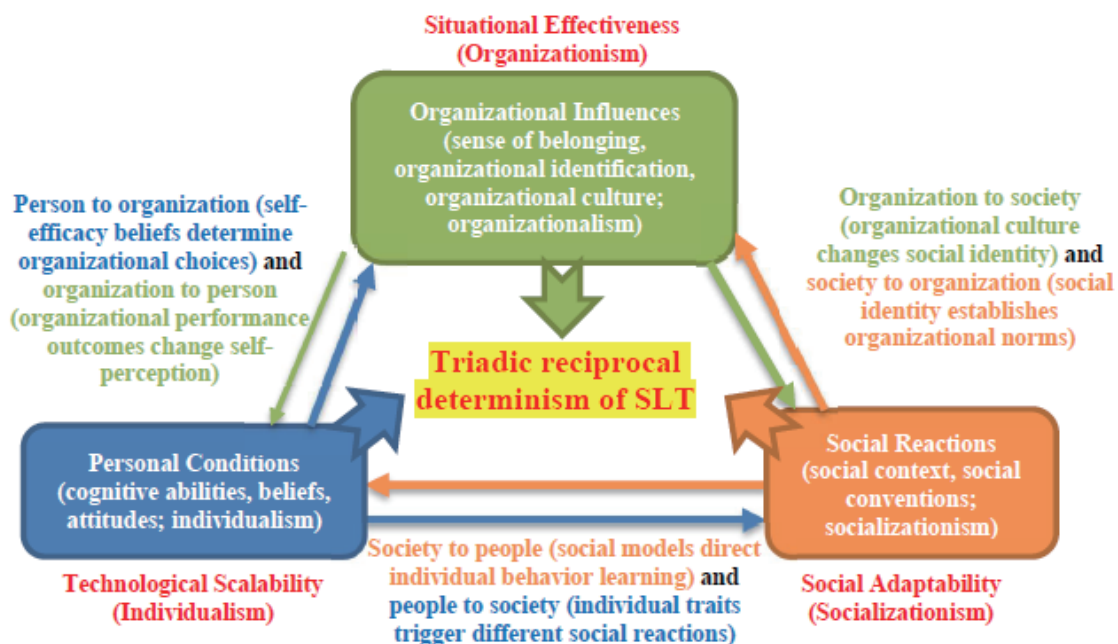 Situational Effectiveness
(Organizationism)
Organizational Influences
(sense of belonging,
organizational identification,
organizational culture;
organizationalism)
Person to organization (self-
efficacy beliefs determine
organizational choices) and
organization to person
(organizational performance
outcomes change self-
perception)
Organization to society
(organizational culture
changes social identity) and
society to organization (social
identity establishes
organizational norms)
Triadic reciprocal
determinism of SLT
Personal Conditions
(cognitive abilities, beliefs,
attitudes; individualism)
Social Reactions
(social context, social
conventions;
socializationism)
Society to people (social models direct
individual behavior learning) and
people to society (individual traits
trigger different social reactions)
Technological Scalability
(Individualism)
Social Adaptability
(Socializationism)